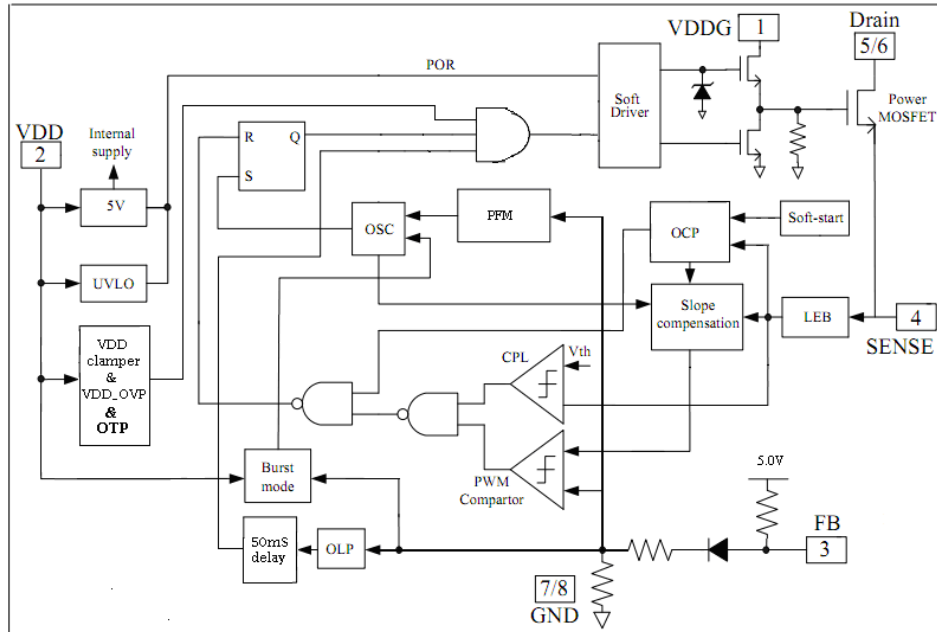 VDDG
1
Drain
5/6
POR
Soft
Driver
Power
MOSFET
VDD
2
Internal
supply
R
Q
S
5V
OSC
PFM
OCP
Soft-start
UVLO
Slope
compensation
LEB
4
SENSE
VDD
clamper
&
VDD_OVP
&
OTP
CPL
Vth
Burst
mode
PWM
Compartor
5.0V
50mS
delay
OLP
FB
3
7/8
GND